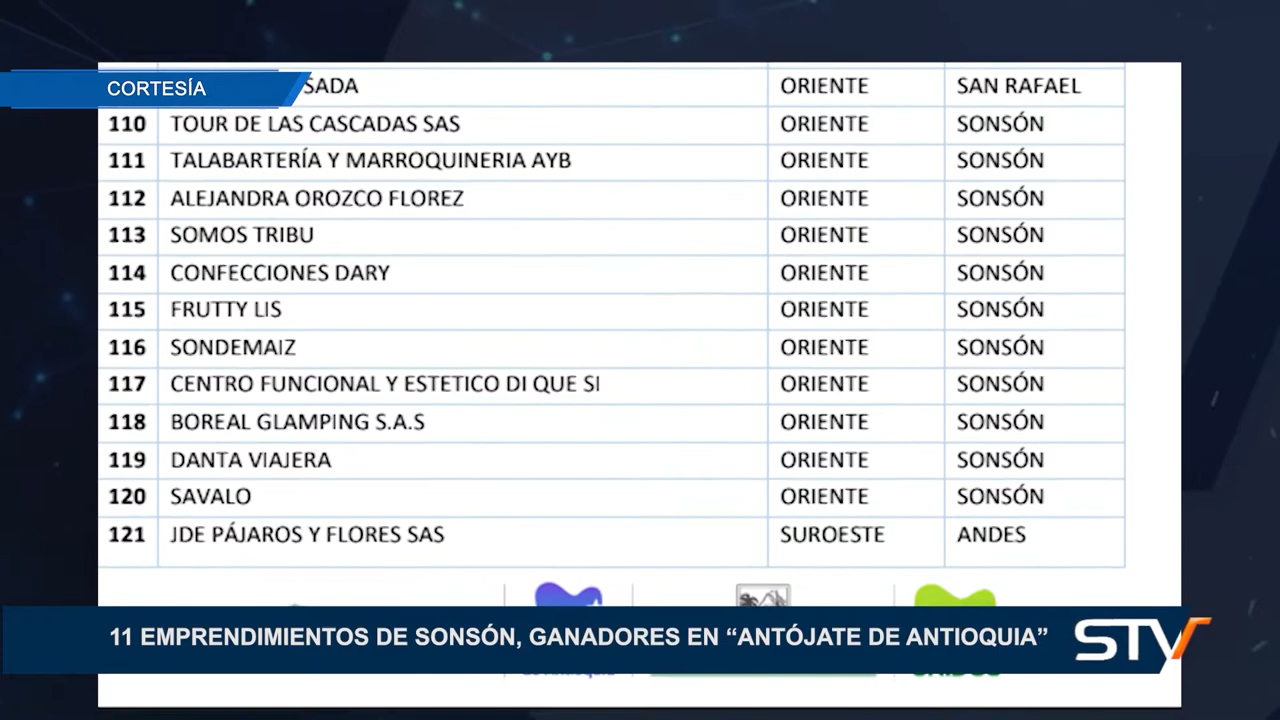 CORTESÍA
SADA ORIENTE SAN RAFAEL
110 TOUR DE LAS CASCADAS SAS ORIENTE SONSÓN
111 TALABARTERÍA Y MARROQUINERIA AYB ORIENTE SONSÓN
112 ALEJANDRA OROZCO FLOREZ ORIENTE SONSÓN
113 SOMOS TRIBU ORIENTE SONSÓN
114 CONFECCIONES DARY ORIENTE SONSÓN
115 FRUTTY LIS ORIENTE SONSÓN
116 SONDEMAIZ ORIENTE SONSÓN
117 CENTRO FUNCIONAL Y ESTETICO DI QUE SI ORIENTE SONSÓN
118 BOREAL GLAMPING S.A.S ORIENTE SONSÓN
119 DANTA VIAJERA ORIENTE SONSÓN
120 SAVALO ORIENTE SONSÓN
121 JDE PÁJAROS Y FLORES SAS SUROESTE ANDES
11 EMPRENDIMIENTOS DE SONSÓN, GANADORES EN “ANTÓJATE DE ANTIOQUIA”
STV